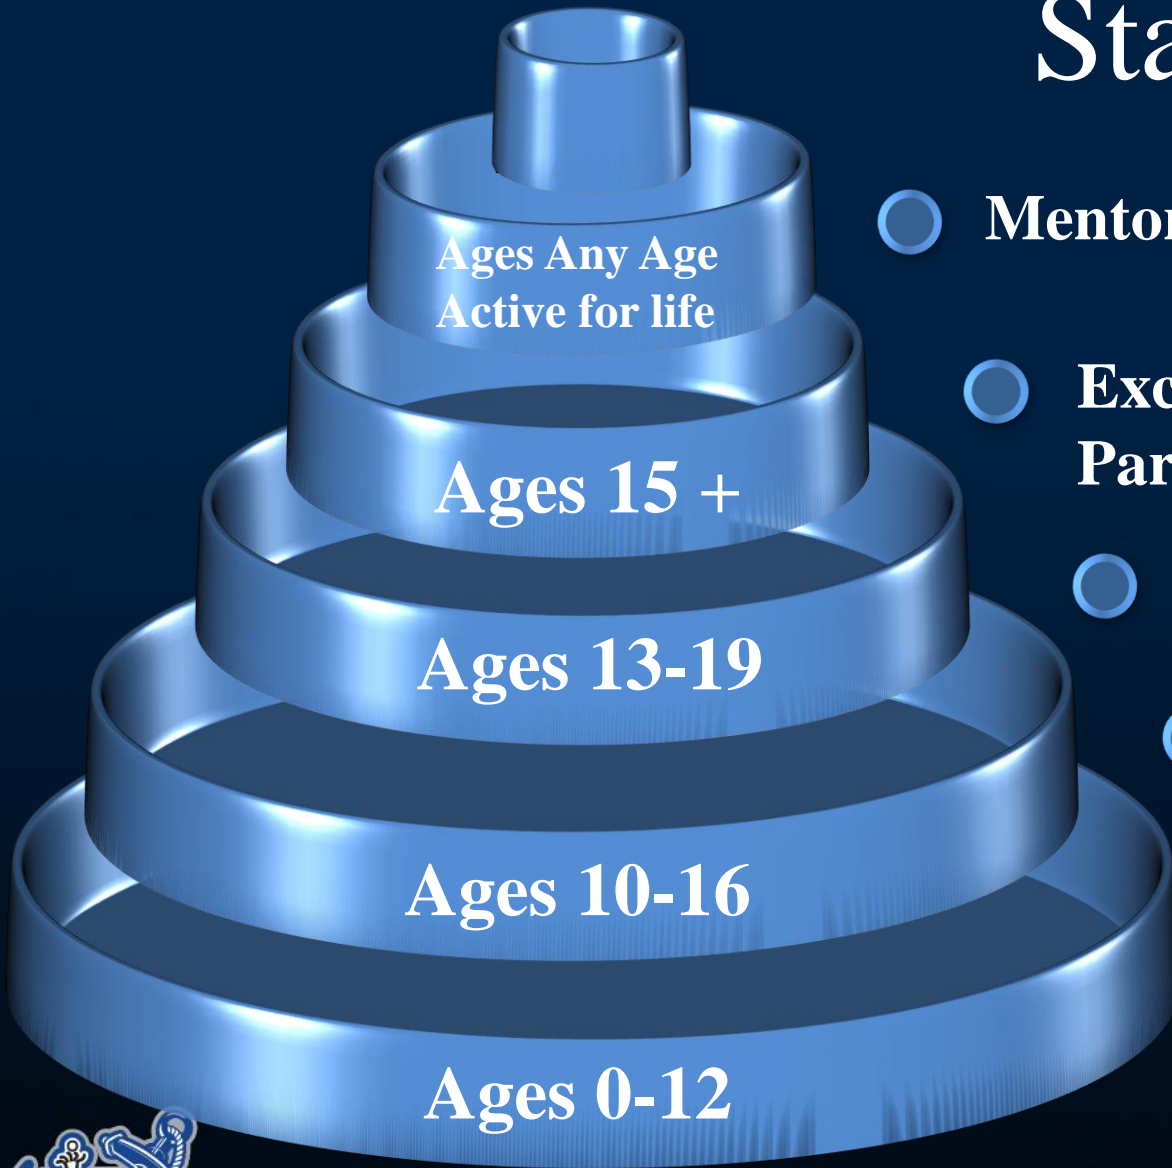 Sta
Mentor
Ages Any Age
Active for life
Exc
Par
Ages 15 +
Ages 13-19
Ages 10-16
Ages 0-12